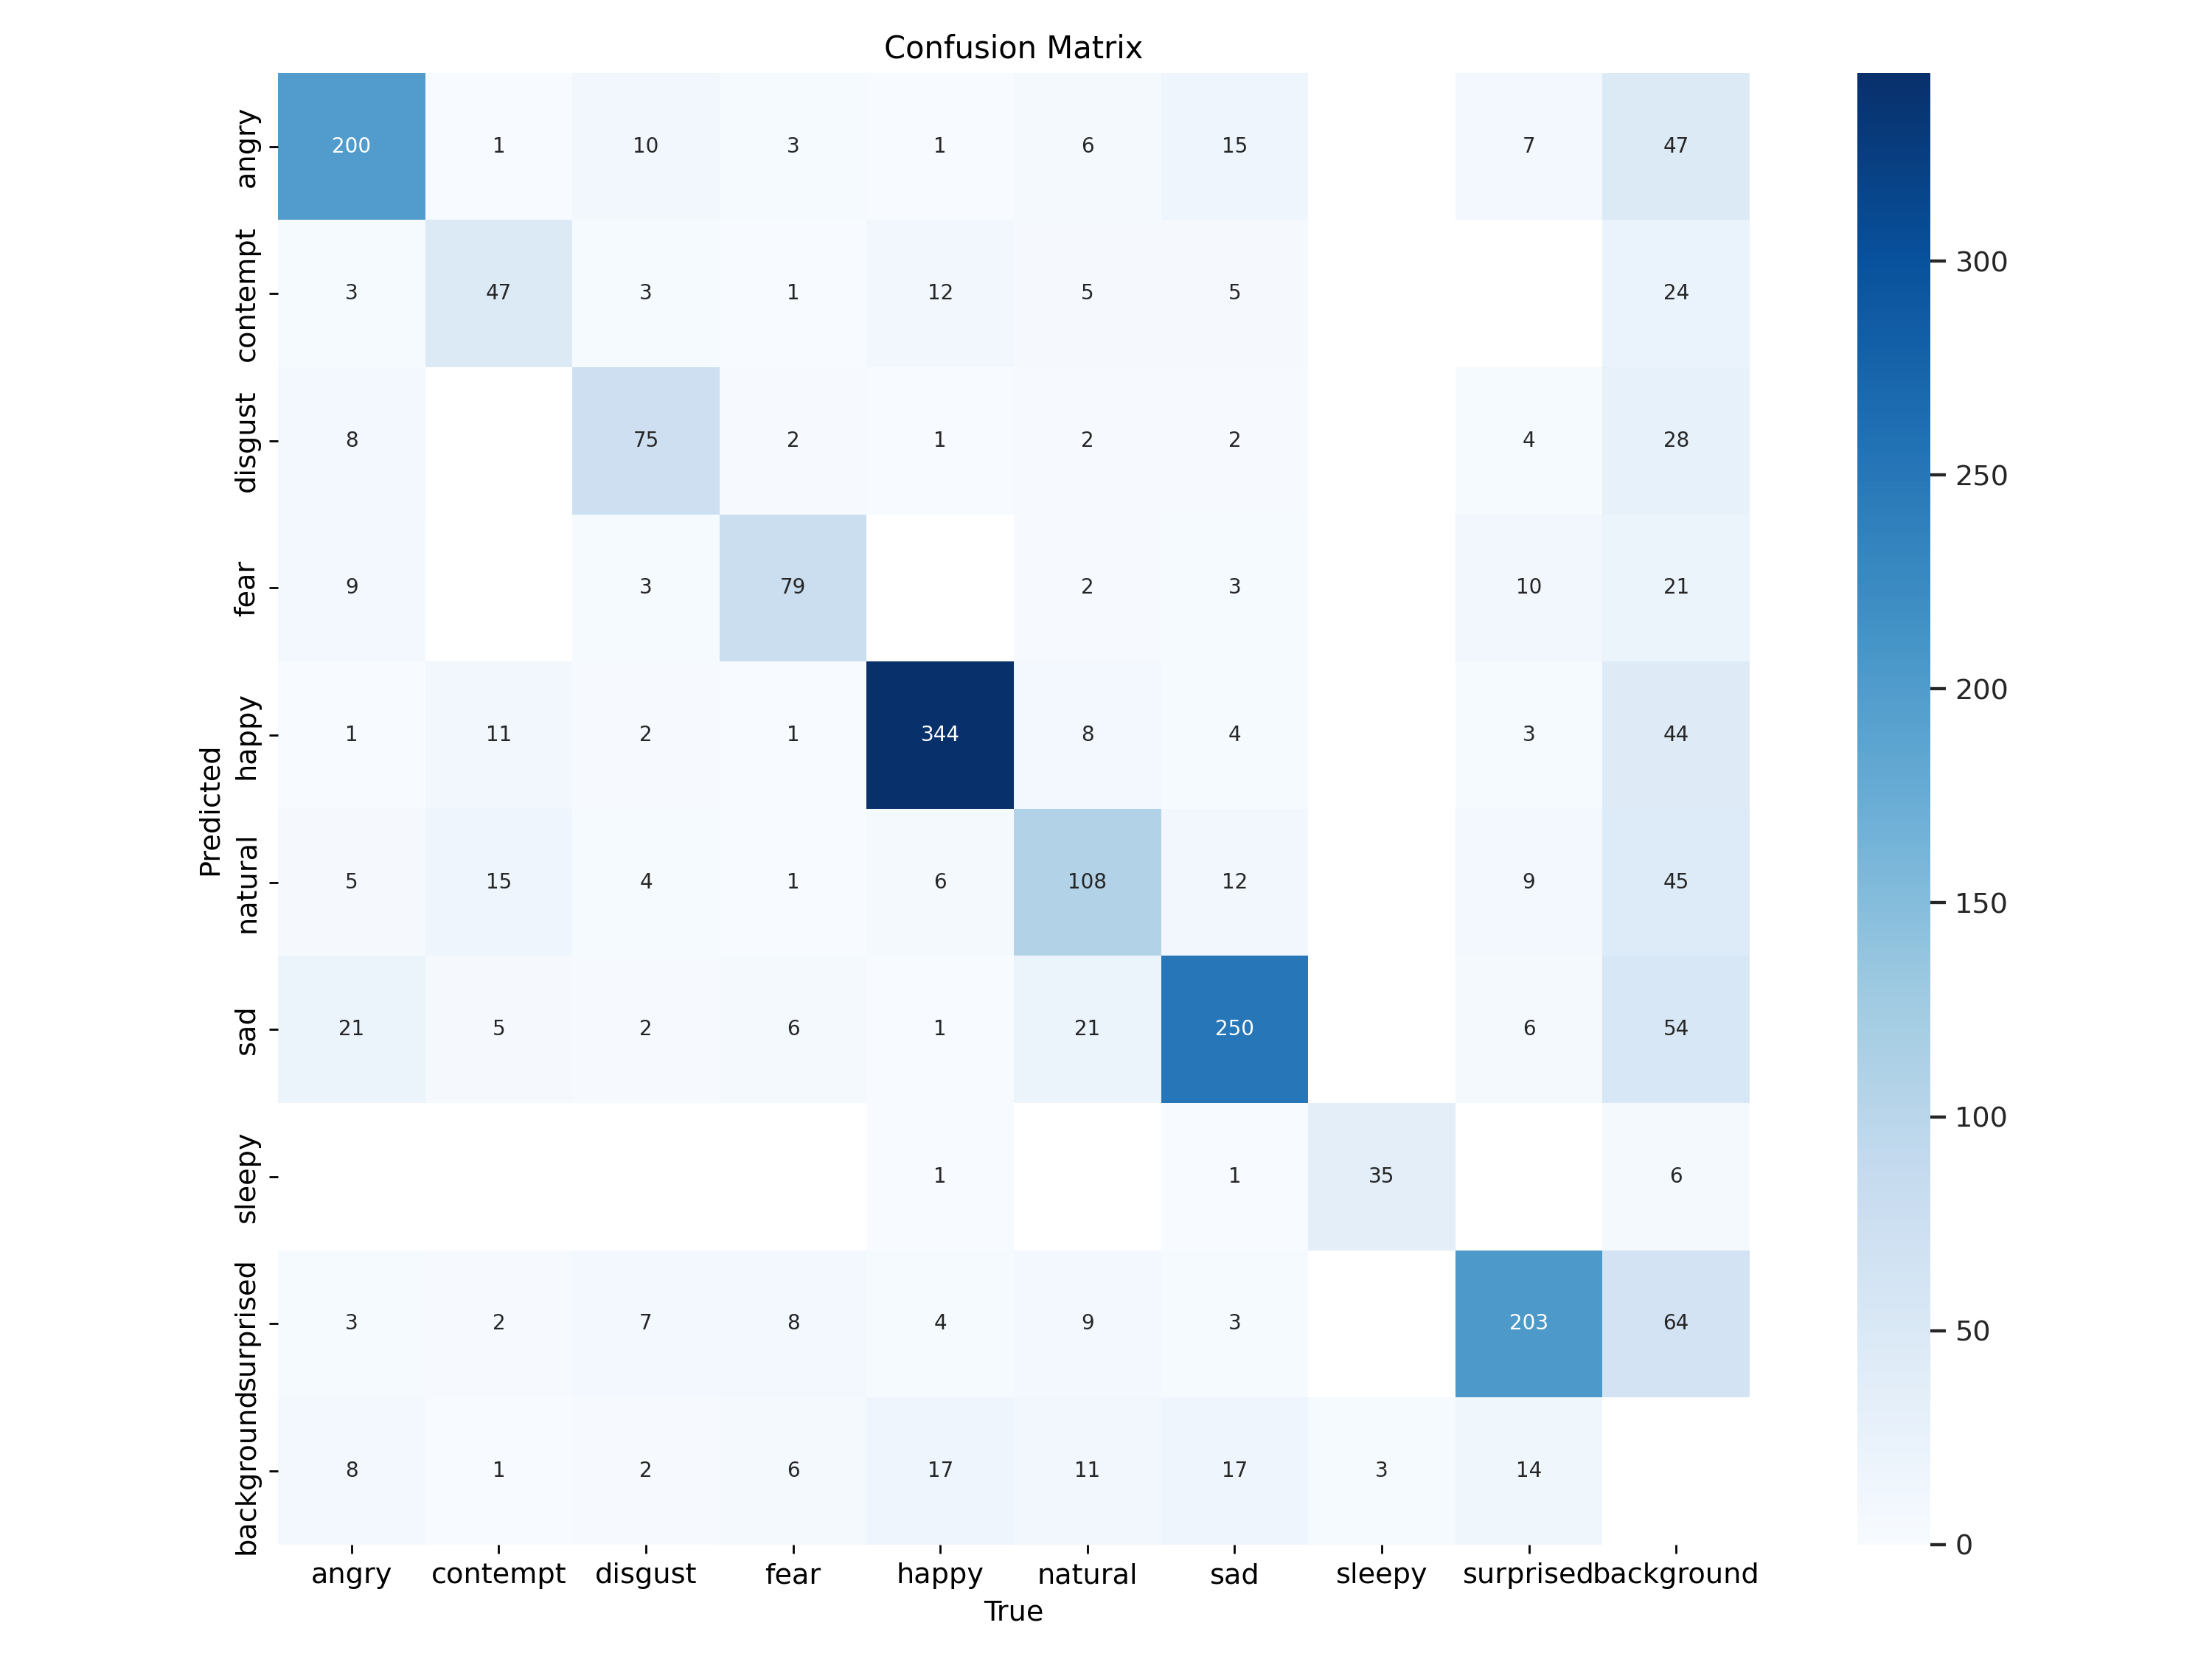 Confusion Matrix
angry 200 1 10 3 1 6 15 7 47
contempt 3 47 3 1 12 5 5 24
disgust 8 75 2 1 2 2 4 28
fear 9 3 79 2 3 10 21
happy 1 11 2 1 344 8 4 3 44
natural 5 15 4 1 6 108 12 9 45
sad 21 5 2 6 1 21 250 6 54
sleepy 1 1 35 6
surprised 3 2 7 8 4 9 3 203 64
background 8 1 2 6 17 11 17 3 14
Predicted
angry contempt disgust fear happy natural sad sleepy surprised background
True
300
250
200
150
100
50
0